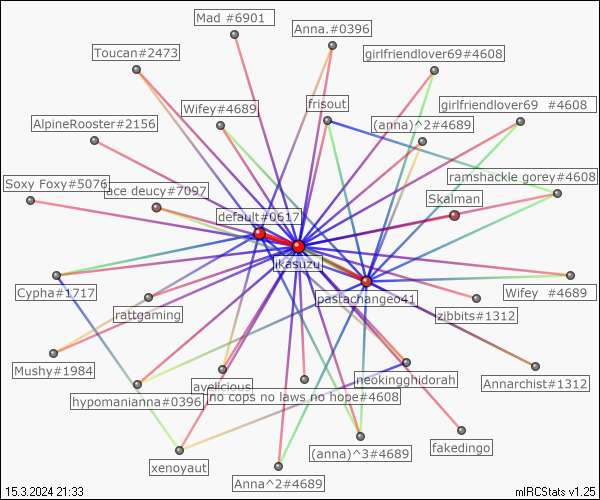 Mad #6901
Anna.#0396
Toucan#2473
girlfriendlover69#4608
Wifey#4689
frisout
girlfriendlover69 #4608
AlpineRooster#2156
(anna)^2#4689
ramshackle gorey#4608
Soxy Foxy#5076
ace deucy#7097
Skalman
default#0617
ikasuzu
Cypha#1717
pastachangeo41
Wifey #4689
rattgaming
zibbits#1312
Mushy#1984
avelicious
neokingghidorah
Annarchist#1312
hypomanianna#0396
no cops no laws no hope#4608
xenoyaut
(anna)^3#4689
fakedingo
Anna^2#4689
15.3.2024 21:33
mIRCStats v1.25